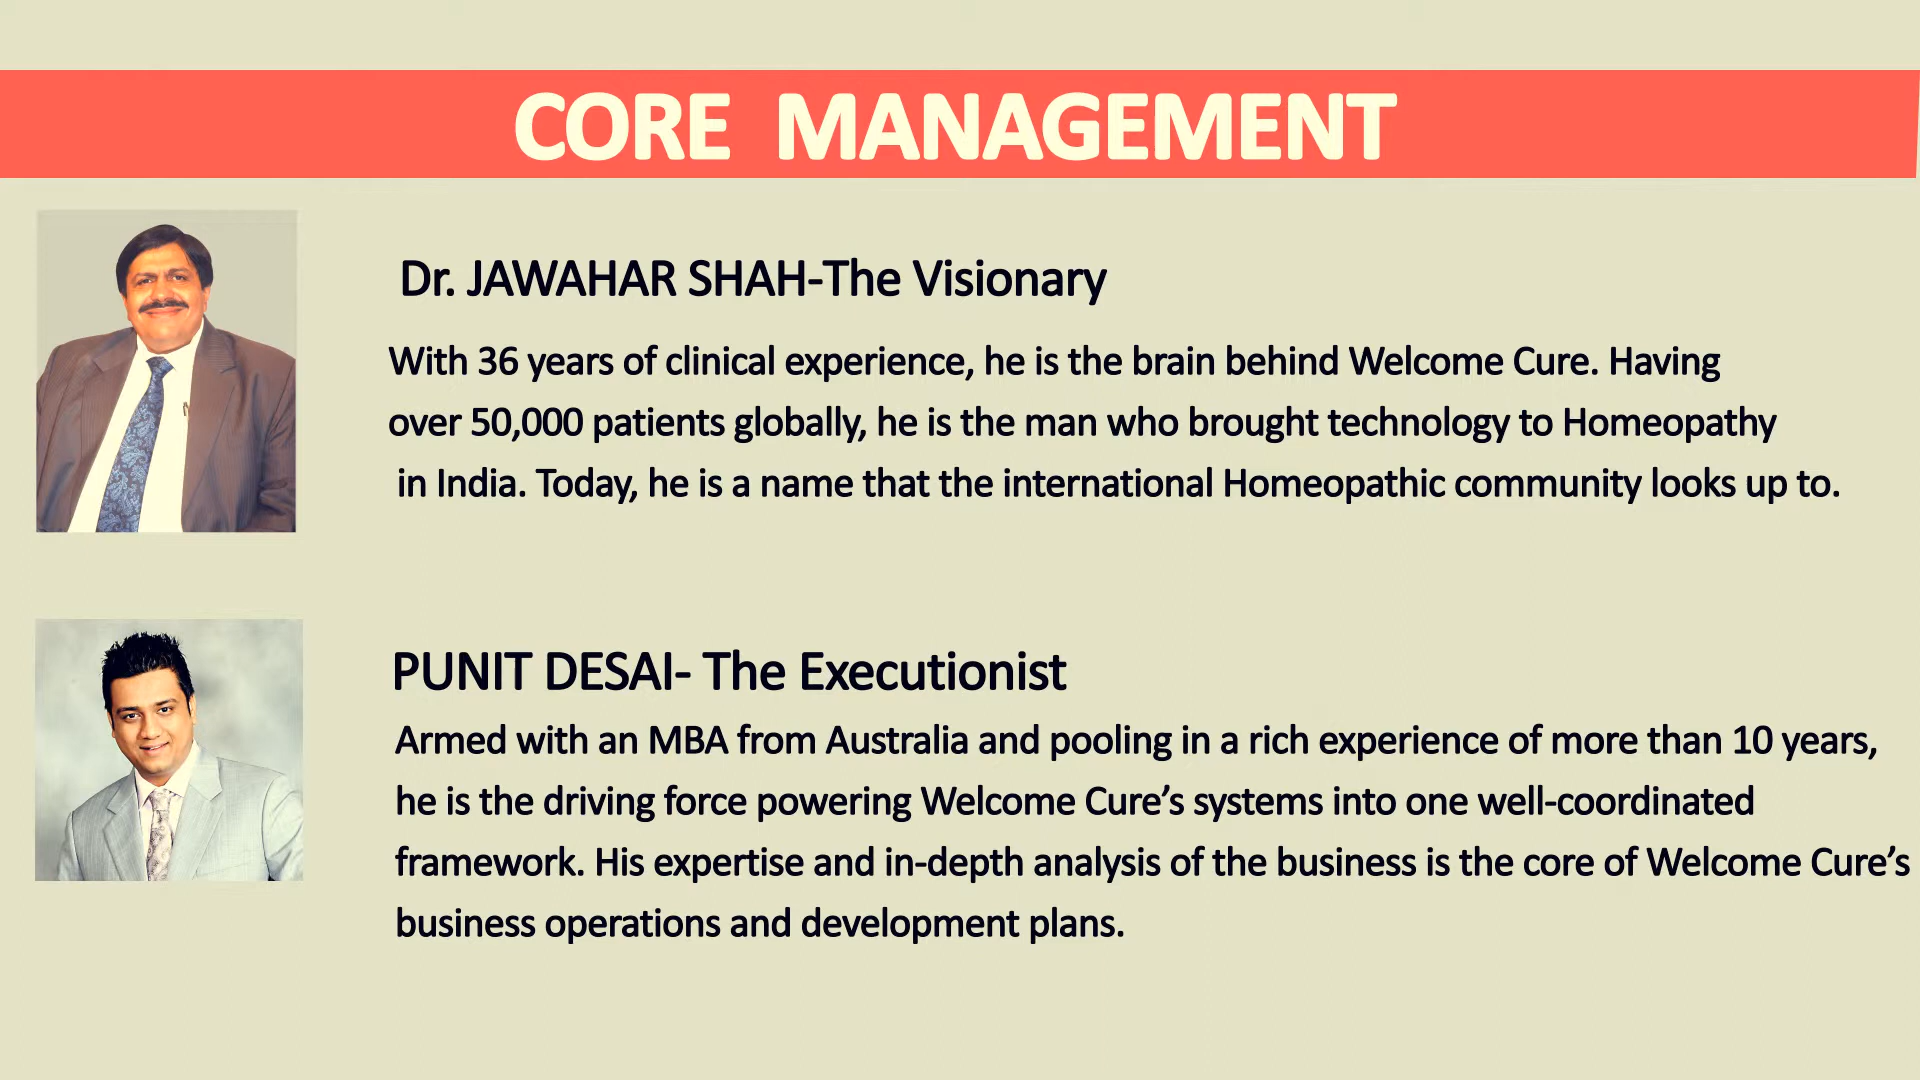 CORE MANAGEMENT
Dr. JAWAHAR SHAH-The Visionary
With 36 years of clinical experience, he is the brain behind Welcome Cure. Having
over 50,000 patients globally, he is the man who brought technology to Homeopathy
in India. Today, he is a name that the international Homeopathic community looks up to.
PUNIT DESAI- The Executionist
Armed with an MBA from Australia and pooling in a rich experience of more than 10 years,
he is the driving force powering Welcome Cure’s systems into one well-coordinated
framework. His expertise and in-depth analysis of the business is the core of Welcome Cure’s
business operations and development plans.